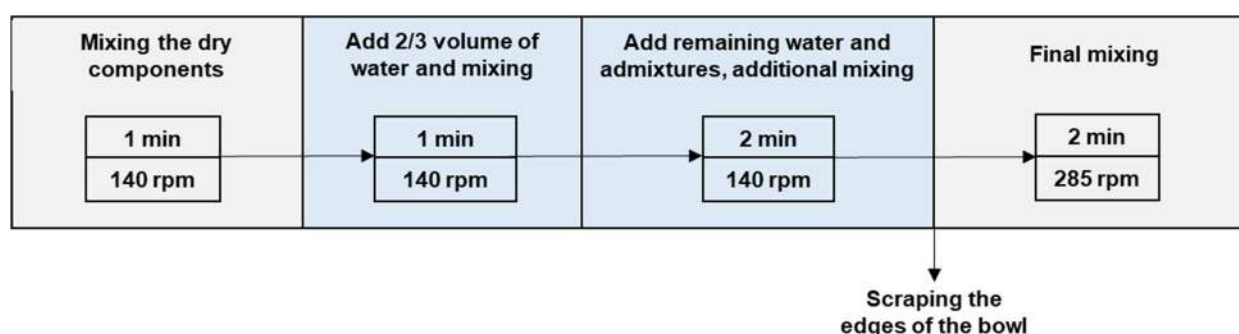 Mixing the dry
components
Add 2/3 volume of
water and mixing
Add remaining water and
admixtures, additional mixing
Final mixing
1 min
140 rpm
1 min
140 rpm
2 min
140 rpm
2 min
285 rpm
Scraping the
edges of the bowl